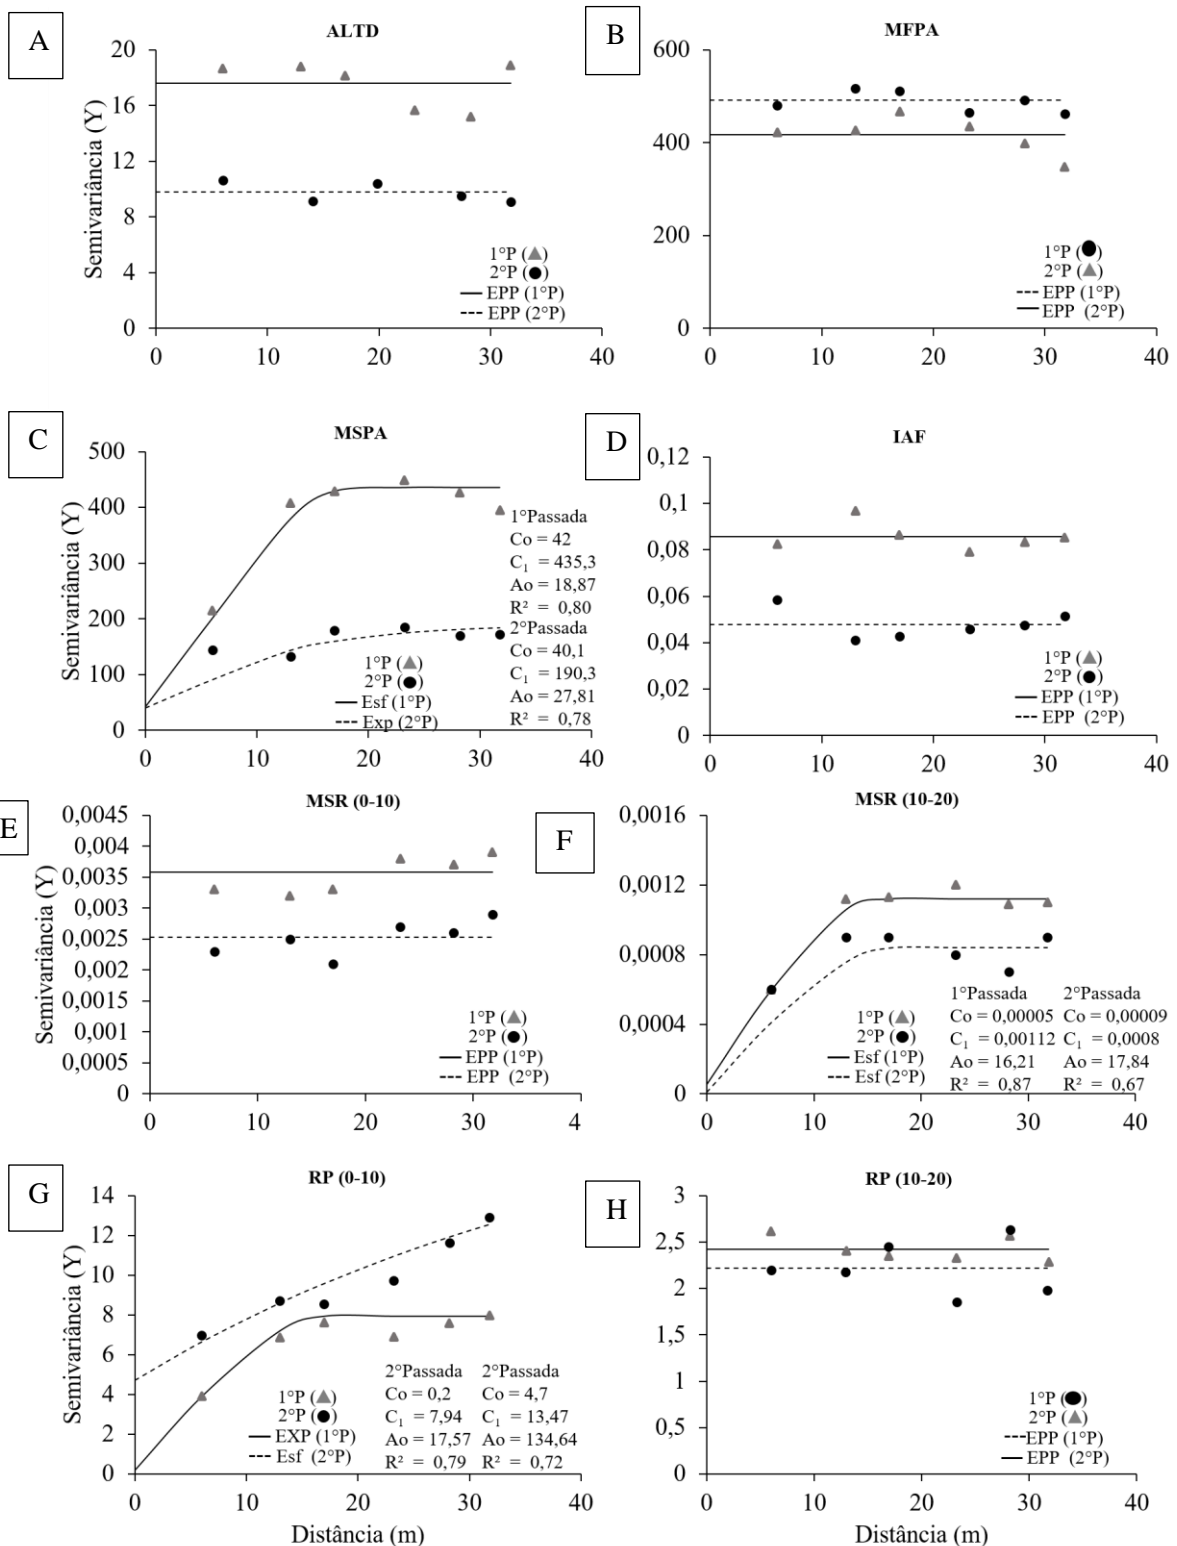 A
ALTD
Semivariância (Y)
20
16
12
8
4
0
0 10 20 30 40
1°P (▲)
2°P (●)
EPP (1°P)
EPP (2°P)
B
MFPA
600
400
200
0
0 10 20 30 40
1°P (●)
2°P (▲)
EPP (1°P)
EPP (2°P)
C
MSPA
Semivariância (Y)
500
400
300
200
100
0
0 10 20 30 40
1°P (▲)
2°P (●)
Esf (1°P)
Exp (2°P)
1°Passada
Co = 42
C₁ = 435,3
Ao = 18,87
R² = 0,80
2°Passada
Co = 40,1
C₁ = 190,3
Ao = 27,81
R² = 0,78
D
IAF
0,12
0,1
0,08
0,06
0,04
0,02
0
0 10 20 30 40
1°P (▲)
2°P (●)
EPP (1°P)
EPP (2°P)
E
MSR (0-10)
Semivariância (Y)
0,0045
0,004
0,0035
0,003
0,0025
0,002
0,0015
0,001
0,0005
0
0 10 20 30 4
1°P (▲)
2°P (●)
EPP (1°P)
EPP (2°P)
F
MSR (10-20)
0,0016
0,0012
0,0008
0,0004
0
0 10 20 30 40
1°P (▲)
2°P (●)
Esf (1°P)
Esf (2°P)
1°Passada 2°Passada
Co = 0,00005 Co = 0,00009
C₁ = 0,00112 C₁ = 0,0008
Ao = 16,21 Ao = 17,84
R² = 0,87 R² = 0,67
G
RP (0-10)
Semivariância (Y)
14
12
10
8
6
4
2
0
0 10 20 30 40
Distância (m)
1°P (▲)
2°P (●)
EXP (1°P)
Esf (2°P)
2°Passada 2°Passada
Co = 0,2 Co = 4,7
C₁ = 7,94 C₁ = 13,47
Ao = 17,57 Ao = 134,64
R² = 0,79 R² = 0,72
H
RP (10-20)
3
2,5
2
1,5
1
0,5
0
0 10 20 30 40
Distância (m)
1°P (●)
2°P (▲)
EPP (1°P)
EPP (2°P)